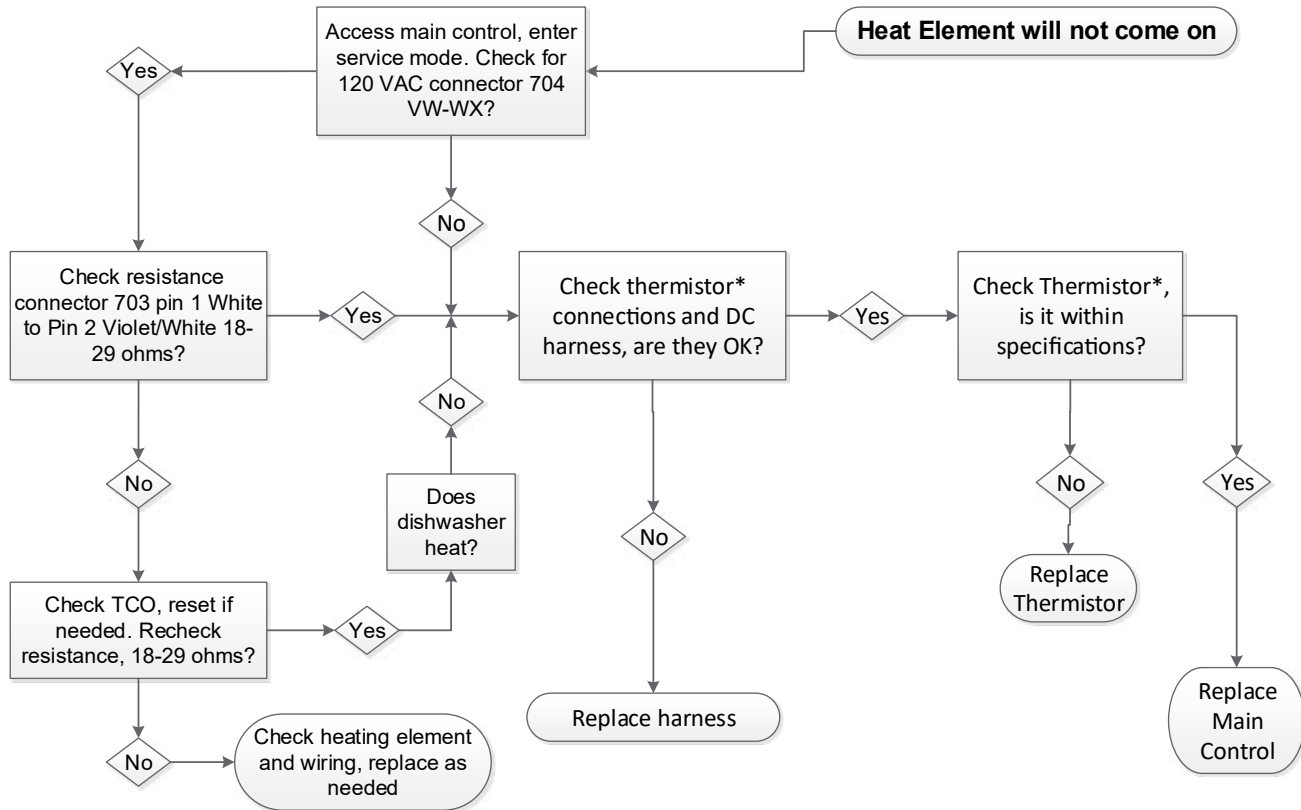 Heat Element will not come on
Access main control, enter
service mode. Check for
120 VAC connector 704
VW-WX?
Yes
No
Check resistance
connector 703 pin 1 White
to Pin 2 Violet/White 18-
29 ohms?
Yes
Check thermistor*
connections and DC
harness, are they OK?
Yes
Check Thermistor*,
is it within
specifications?
No
No
Does
dishwasher
heat?
No
No
Yes
Replace
Thermistor
Check TCO, reset if
needed. Recheck
resistance, 18-29 ohms?
Yes
Replace harness
Replace
Main
Control
No
Check heating element
and wiring, replace as
needed